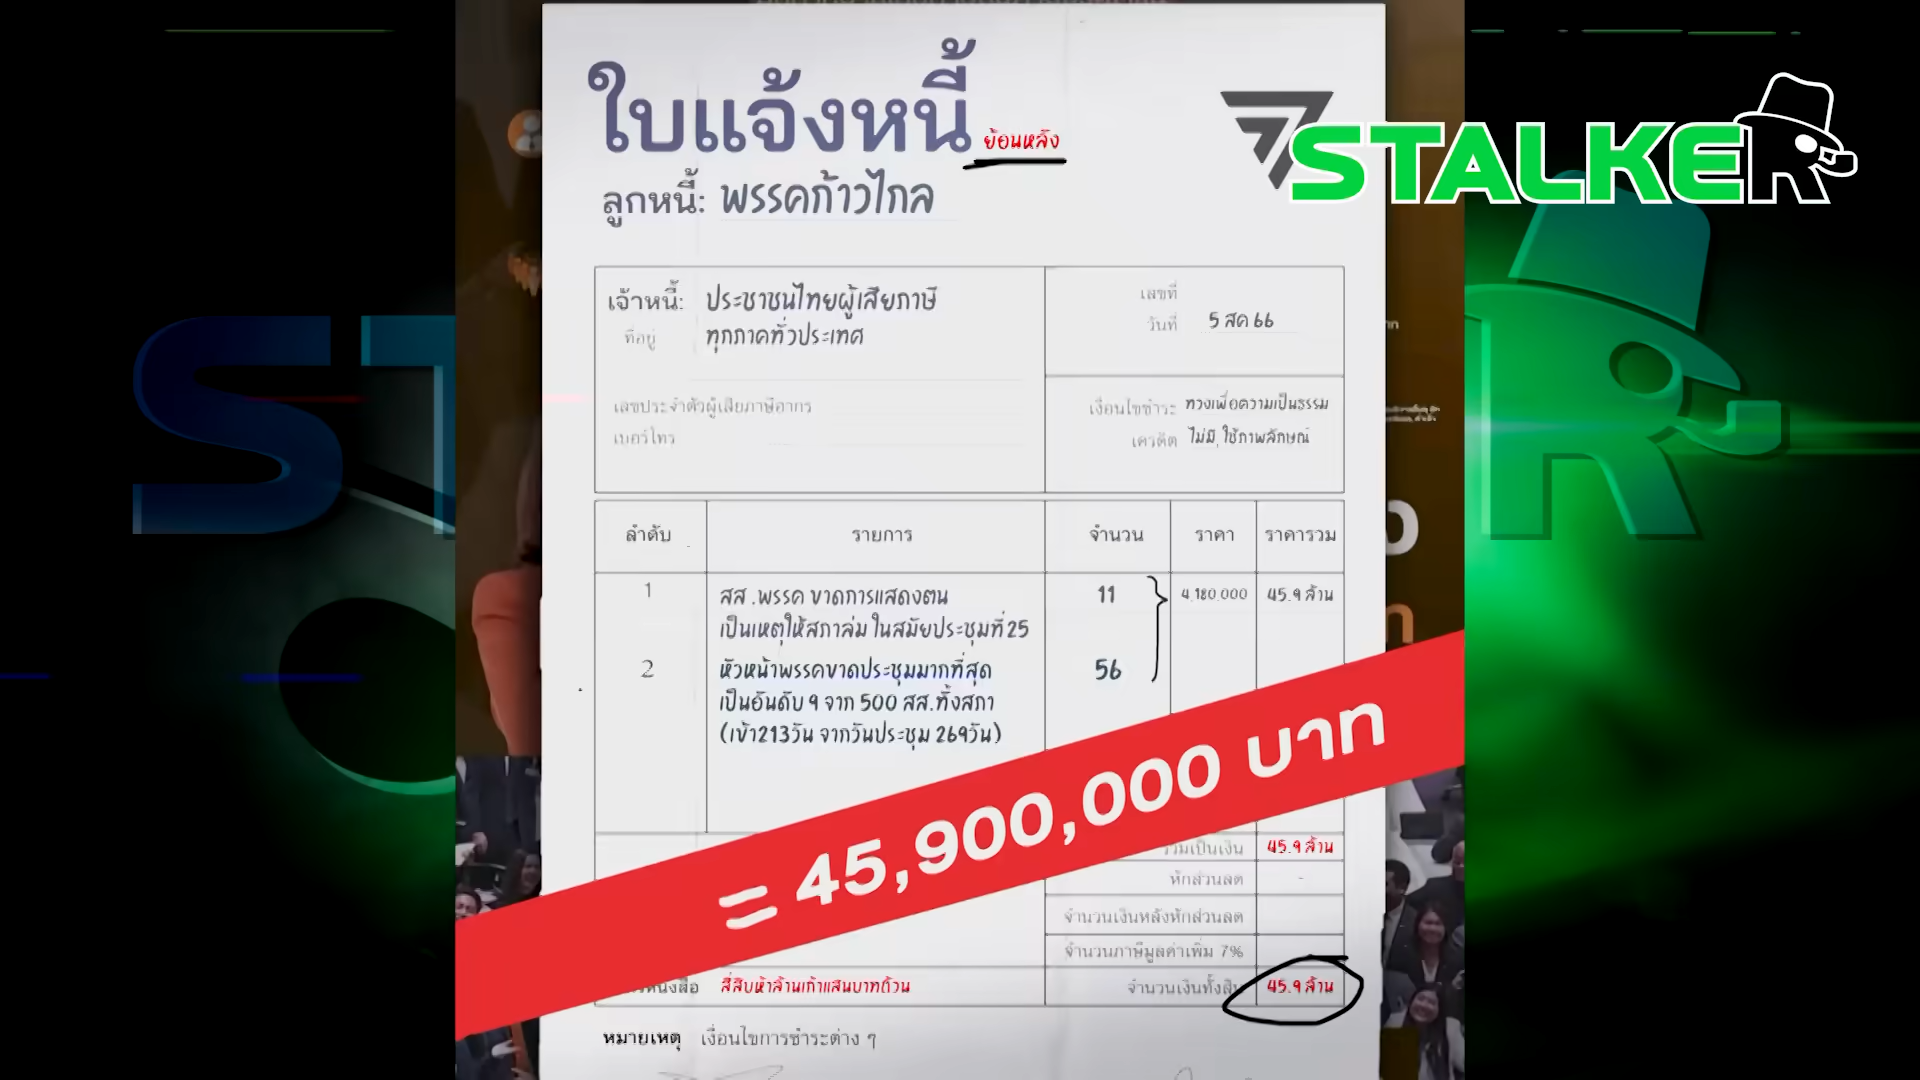 ใบแจ้งหนี้ ย้อนหลัง
ลูกหนี้: พรรคก้าวไกล
STALKER
เจ้าหนี้: ประชาชนไทยผู้เสียภาษี
ที่อยู่ ทุกภาคทั่วประเทศ
เลขประจำตัวผู้เสียภาษีอากร
เบอร์โทร
เลขที่
วันที่ 5 สค 66
เงื่อนไขชำระ ทวงเพื่อความเป็นธรรม
เครดิต ไม่มี, ใช้ภาพลักษณ์
ลำดับ รายการ จำนวน ราคา ราคารวม
1 สส.พรรค ขาดการแสดงตน 11 4,180,000 45.9 ล้าน
เป็นเหตุให้สภาล่ม ในสมัยประชุมที่ 25
2 หัวหน้าพรรคขาดประชุมมากที่สุด 56
เป็นอันดับ 9 จาก 500 สส.ทั้งสภา
(เข้า213วัน จากวันประชุม 269วัน)
= 45,900,000 บาท
รวมเป็นเงิน 45.9 ล้าน
หักส่วนลด -
จำนวนเงินหลังหักส่วนลด
จำนวนภาษีมูลค่าเพิ่ม 7%
สี่สิบห้าล้านเก้าแสนบาทถ้วน จำนวนเงินทั้งสิ้น 45.9 ล้าน
หมายเหตุ เงื่อนไขการชำระต่าง ๆ